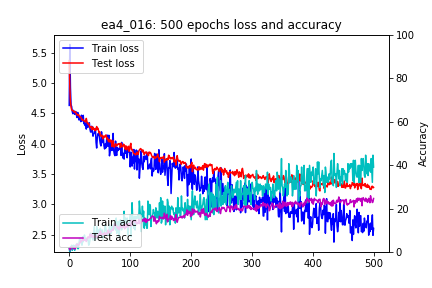 ea4_016: 500 epochs loss and accuracy
Train loss
Test loss
Train acc
Test acc
Loss
Accuracy
5.5
5.0
4.5
4.0
3.5
3.0
2.5
100
80
60
40
20
0
0
100
200
300
400
500